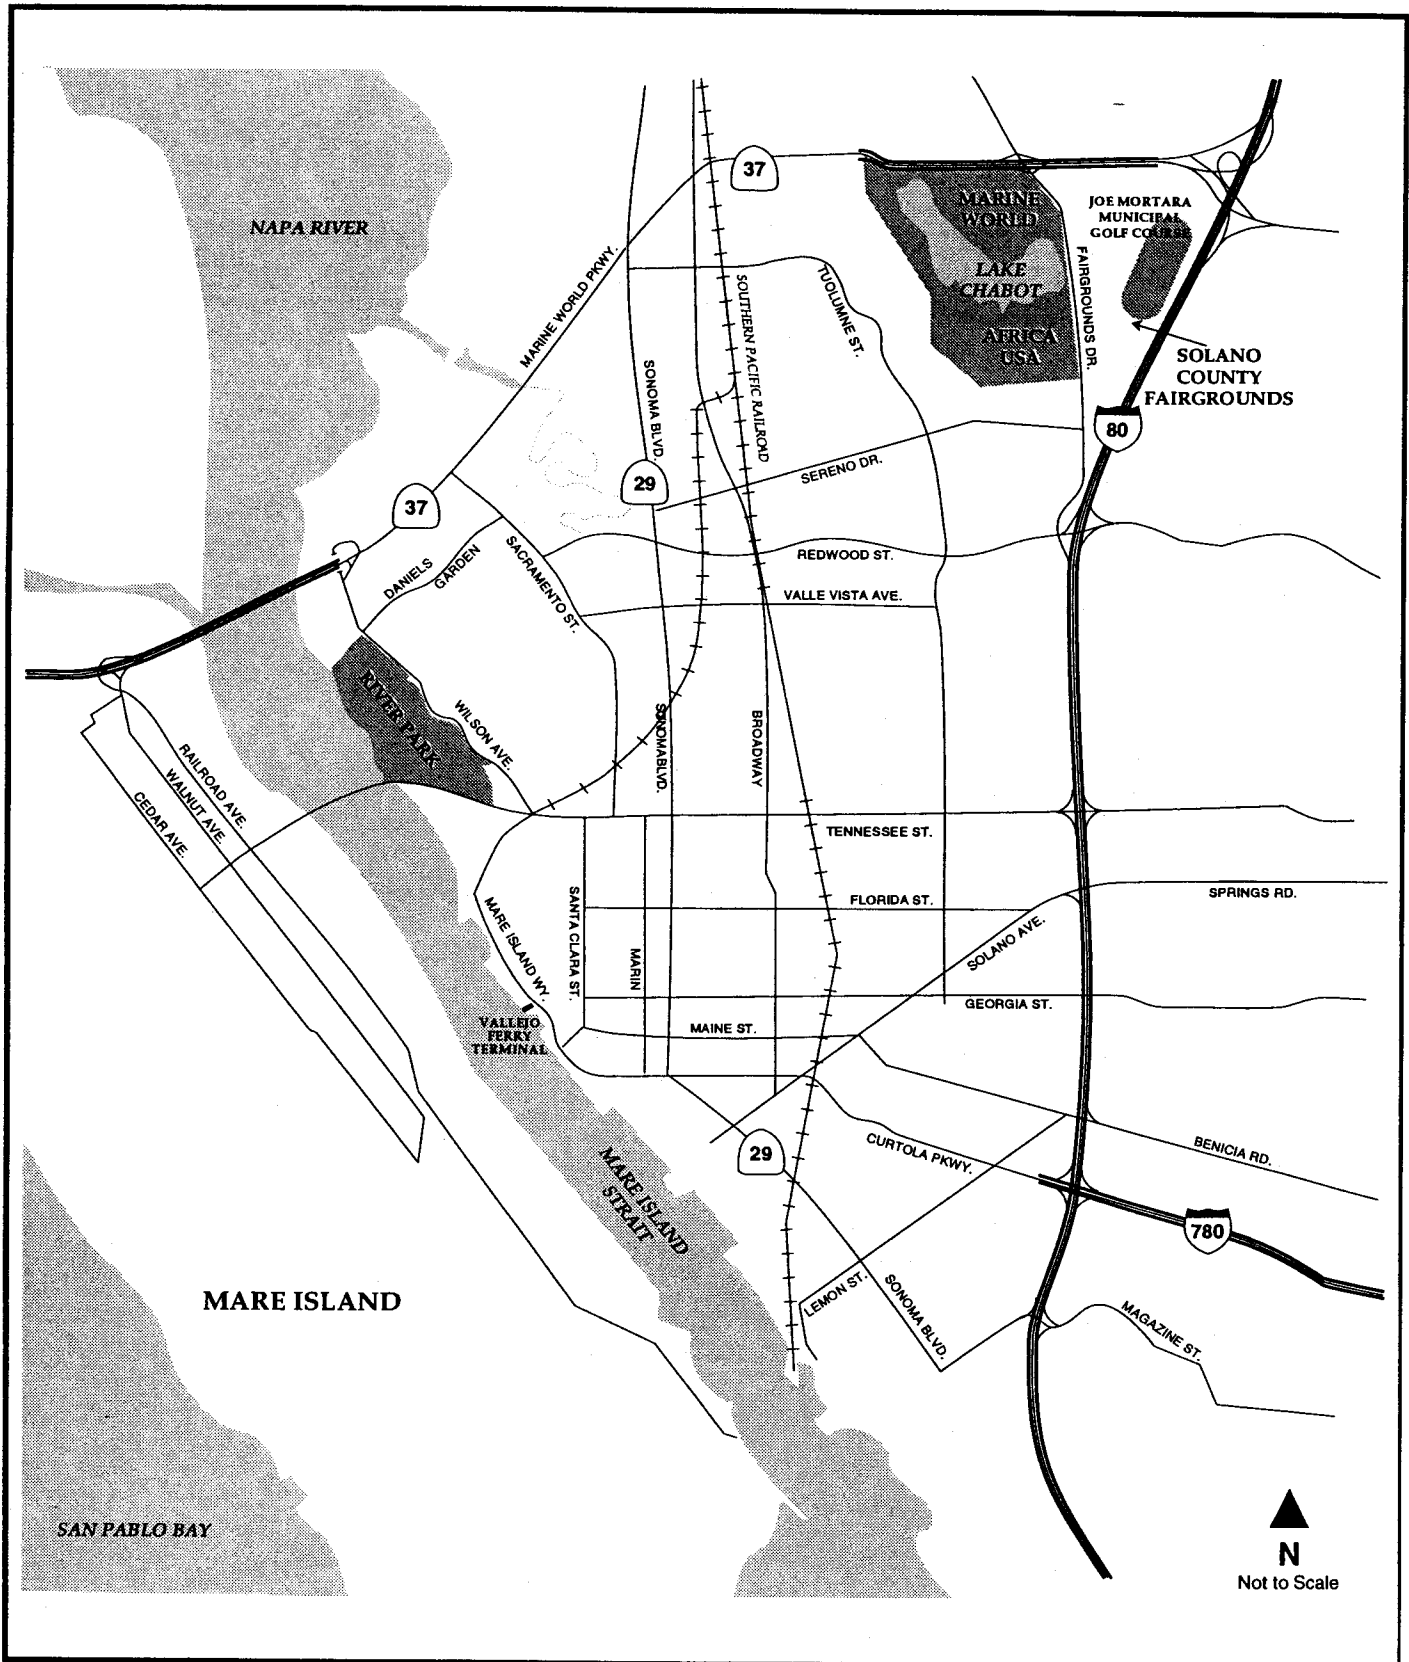 37
MARINE
WORLD
JOE MORTARA
MUNICIPAL
GOLF COURSE
NAPA RIVER
MARINE WORLD PKWY.
TUOLUMNE ST.
LAKE
CHABOT
FAIRGROUNDS DR.
SOUTHERN PACIFIC RAILROAD
AFRICA
USA
SOLANO
COUNTY
FAIRGROUNDS
SONOMA BLVD.
80
SERENO DR.
29
37
SACRAMENTO ST.
DANIELS
GARDEN
REDWOOD ST.
VALLE VISTA AVE.
RIVER PARK
WILSON AVE.
SONOMABLVD.
BROADWAY
RAILROAD AVE.
WALNUT AVE.
CEDAR AVE.
TENNESSEE ST.
SANTA CLARA ST.
FLORIDA ST.
SPRINGS RD.
MARE ISLAND WY.
MARIN
SOLANO AVE.
GEORGIA ST.
VALLEJO
FERRY
TERMINAL
MAINE ST.
29
CURTOLA PKWY.
BENICIA RD.
MARE ISLAND
STRAIT
780
MARE ISLAND
LEMON ST.
SONOMA BLVD.
MAGAZINE ST.
SAN PABLO BAY
N
Not to Scale